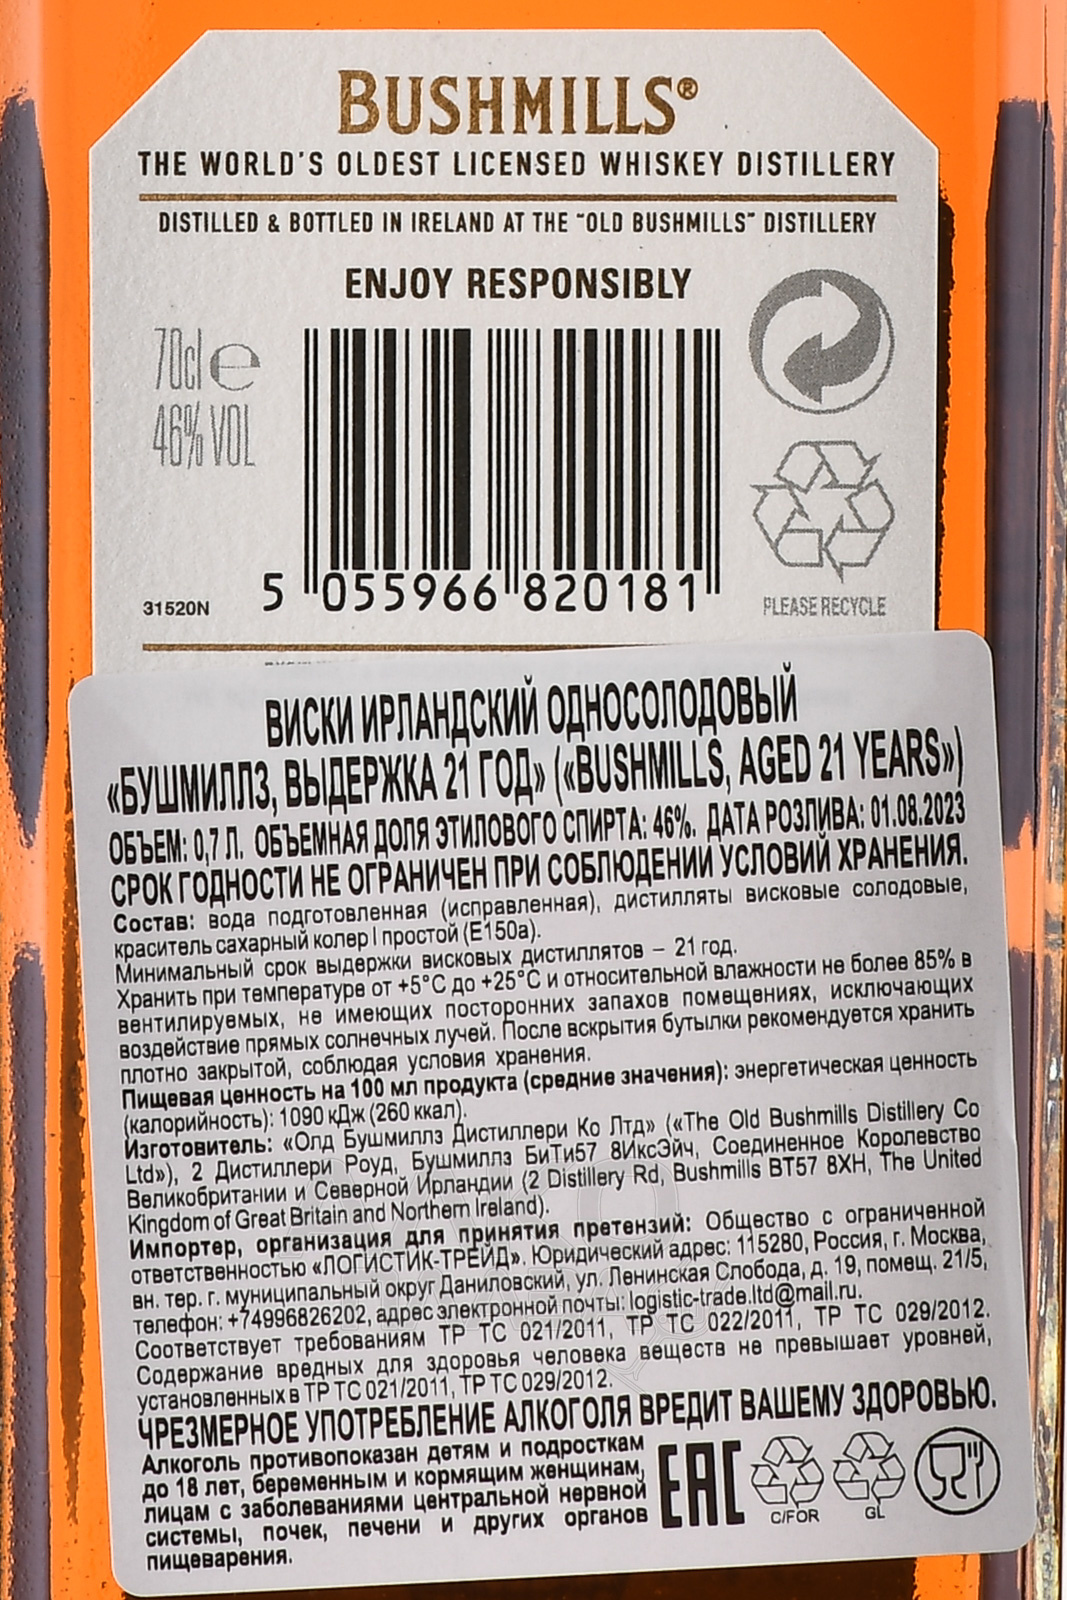 BUSHMILLS®
THE WORLD'S OLDEST LICENSED WHISKEY DISTILLERY
DISTILLED & BOTTLED IN IRELAND AT THE "OLD BUSHMILLS" DISTILLERY
ENJOY RESPONSIBLY
70cl e
46% VOL
31520N
5 055966 820181
PLEASE RECYCLE
ВИСКИ ИРЛАНДСКИЙ ОДНОСОЛОДОВЫЙ
«БУШМИЛЛЗ, ВЫДЕРЖКА 21 ГОД» («BUSHMILLS, AGED 21 YEARS»)
ОБЪЕМ: 0,7 Л. ОБЪЕМНАЯ ДОЛЯ ЭТИЛОВОГО СПИРТА: 46%. ДАТА РОЗЛИВА: 01.08.2023
СРОК ГОДНОСТИ НЕ ОГРАНИЧЕН ПРИ СОБЛЮДЕНИИ УСЛОВИЙ ХРАНЕНИЯ.
Состав: вода подготовленная (исправленная), дистилляты висковые солодовые,
краситель сахарный колер I простой (Е150а).
Минимальный срок выдержки висковых дистиллятов – 21 год.
Хранить при температуре от +5°С до +25°С и относительной влажности не более 85% в
вентилируемых, не имеющих посторонних запахов помещениях, исключающих
воздействие прямых солнечных лучей. После вскрытия бутылки рекомендуется хранить
плотно закрытой, соблюдая условия хранения.
Пищевая ценность на 100 мл продукта (средние значения): энергетическая ценность
(калорийность): 1090 кДж (260 ккал).
Изготовитель: «Олд Бушмиллз Дистиллери Ко Лтд» («The Old Bushmills Distillery Co
Ltd»), 2 Дистиллери Роуд, Бушмиллз БиТи57 8ИксЭйч, Соединенное Королевство
Великобритании и Северной Ирландии (2 Distillery Rd, Bushmills BT57 8XH, The United
Kingdom of Great Britain and Northern Ireland).
Импортер, организация для принятия претензий: Общество с ограниченной
ответственностью «ЛОГИСТИК-ТРЕЙД». Юридический адрес: 115280, Россия, г. Москва,
вн. тер. г. муниципальный округ Даниловский, ул. Ленинская Слобода, д. 19, помещ. 21/5,
телефон: +74996826202, адрес электронной почты: logistic-trade.ltd@mail.ru.
Соответствует требованиям ТР ТС 021/2011, ТР ТС 022/2011, ТР ТС 029/2012.
Содержание вредных для здоровья человека веществ не превышает уровней,
установленных в ТР ТС 021/2011, ТР ТС 029/2012.
ЧРЕЗМЕРНОЕ УПОТРЕБЛЕНИЕ АЛКОГОЛЯ ВРЕДИТ ВАШЕМУ ЗДОРОВЬЮ.
Алкоголь противопоказан детям и подросткам
до 18 лет, беременным и кормящим женщинам,
лицам с заболеваниями центральной нервной
системы, почек, печени и других органов
пищеварения.
EAC
C/FOR
GL